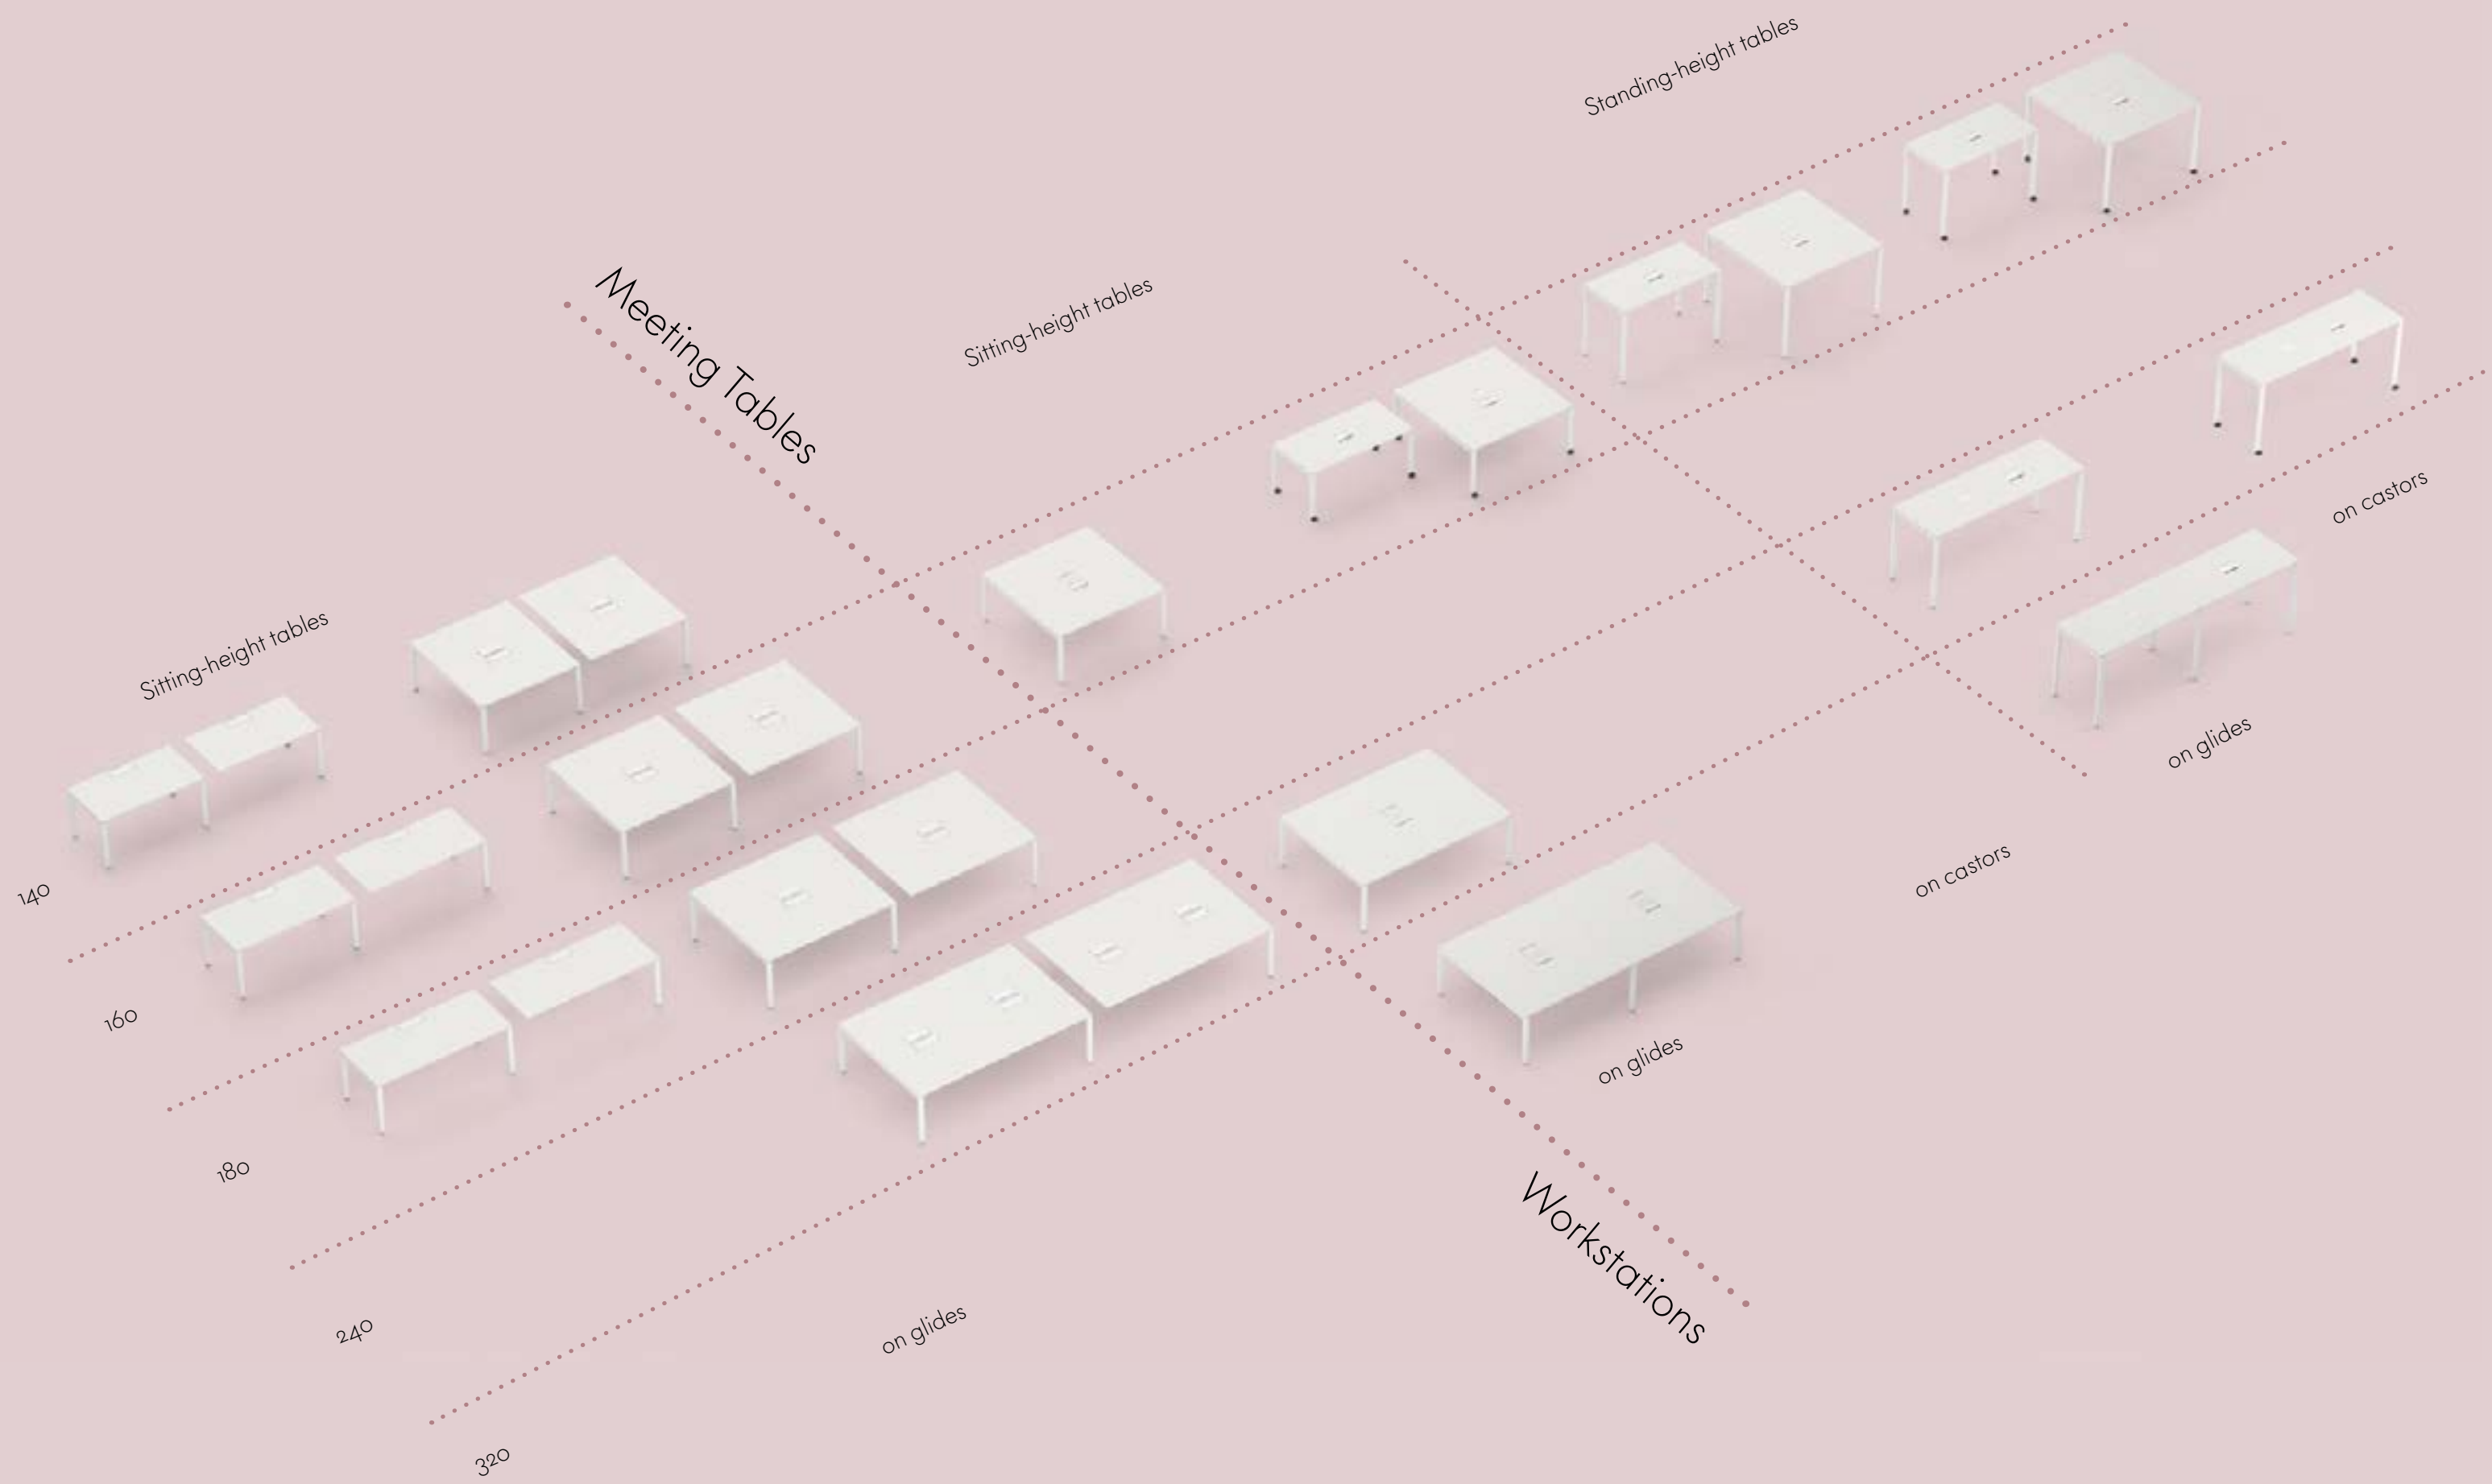 Standing-height tables
Meeting Tables
Sitting-height tables
Sitting-height tables
on castors
on glides
140
on castors
160
on glides
180
Workstations
240
on glides
320